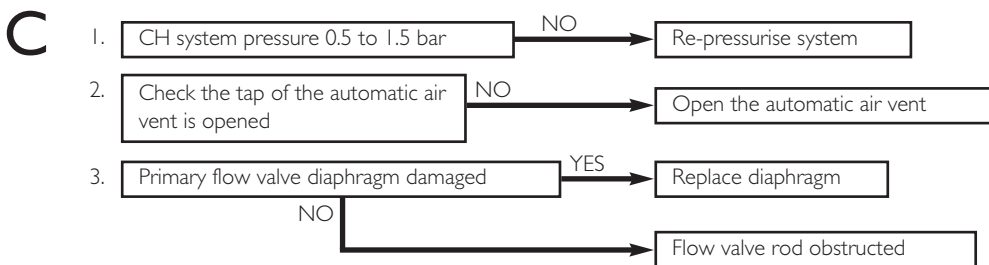 C
1. CH system pressure 0.5 to 1.5 bar NO Re-pressurise system
2. Check the tap of the automatic air vent is opened NO Open the automatic air vent
3. Primary flow valve diaphragm damaged YES Replace diaphragm
NO
Flow valve rod obstructed